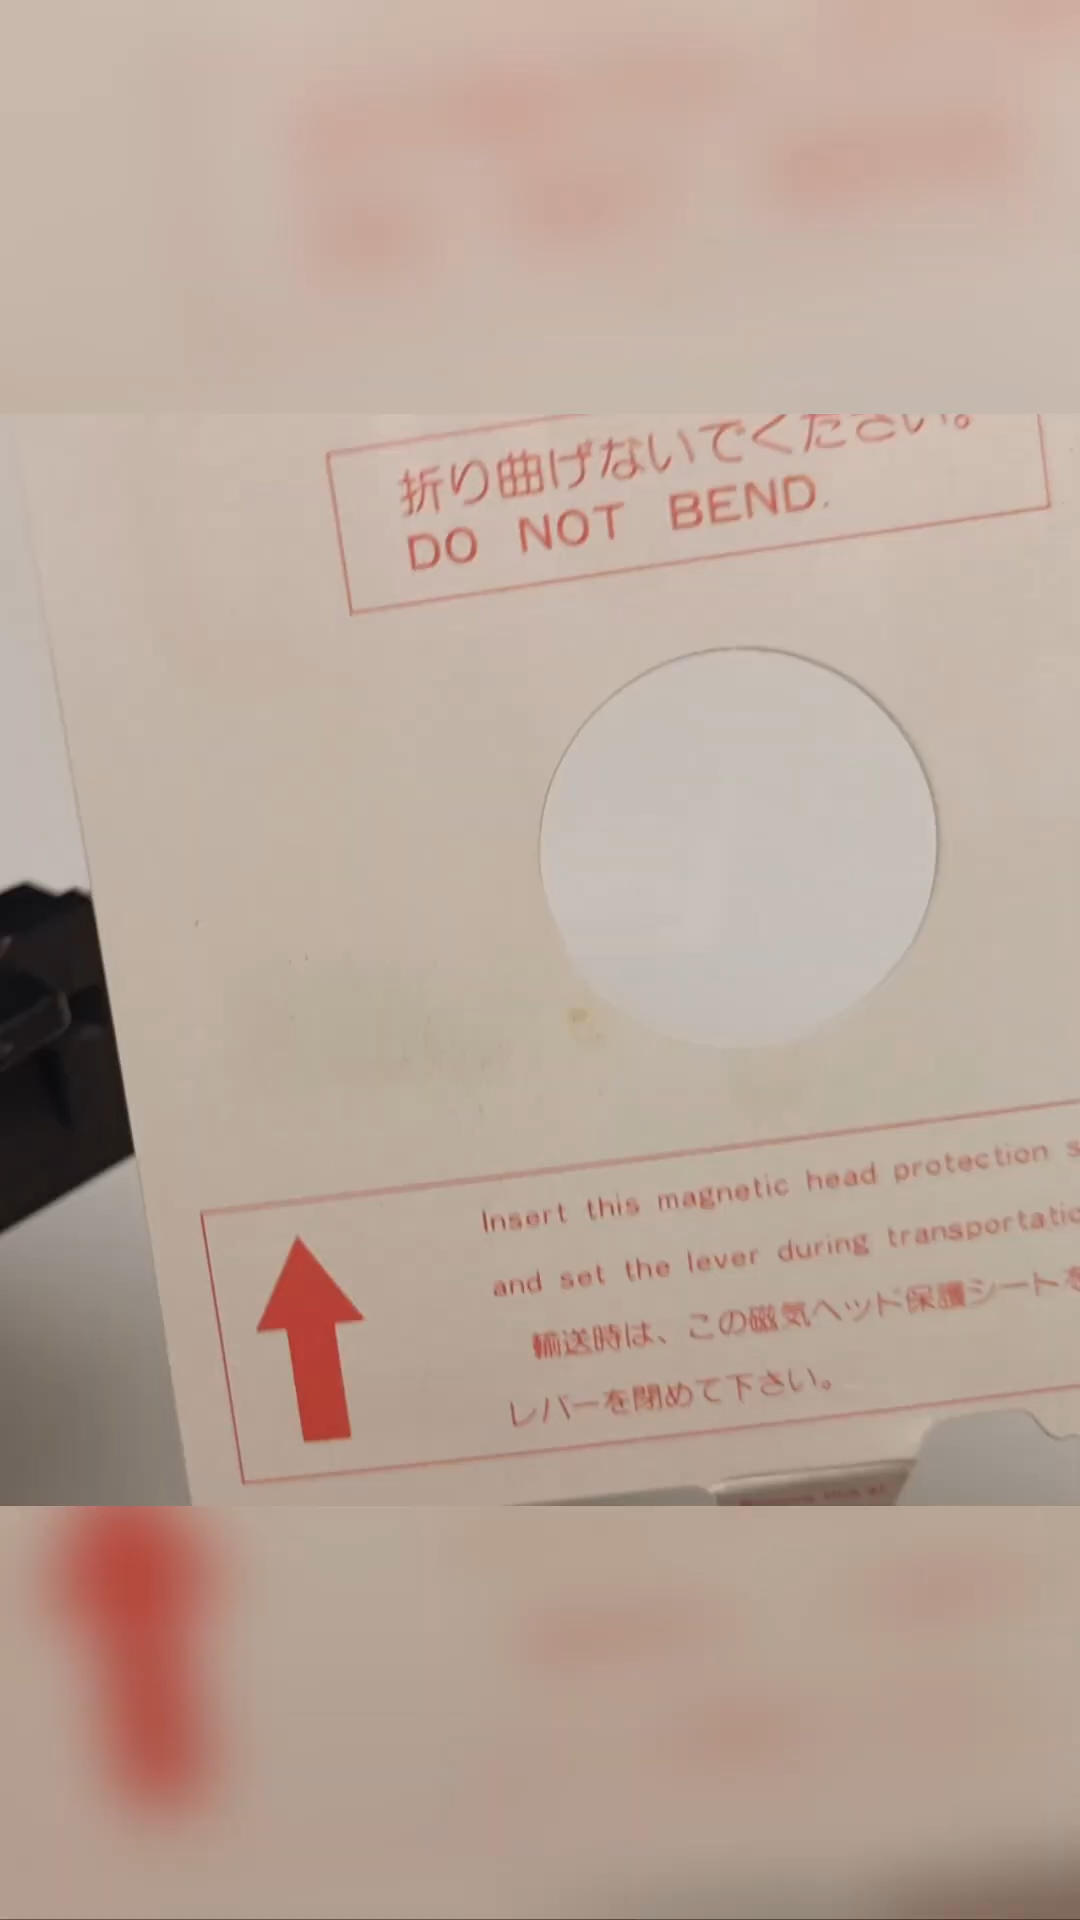 折り曲げないでください。
DO NOT BEND.
Insert this magnetic head protection
and set the lever during
輸送時は、この磁気ヘッド保護シートを
レバーを閉めて下さい。